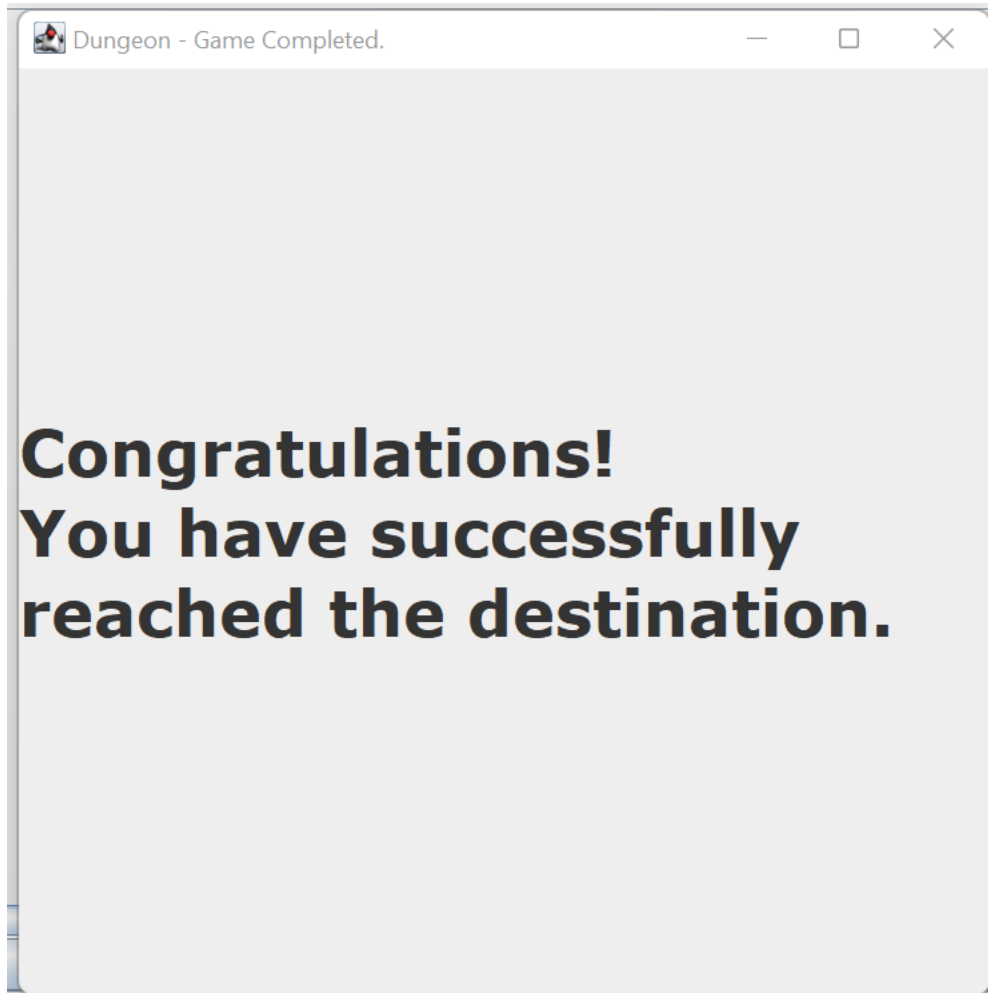 Dungeon - Game Completed.
Congratulations!
You have successfully
reached the destination.